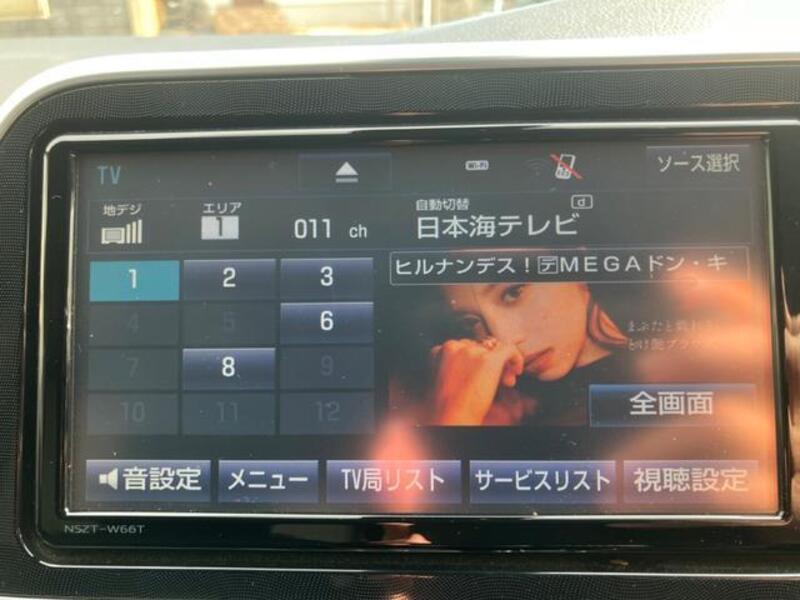 TV
Wi-Fi
ソース選択
地デジ
エリア
1
011 ch
自動切替 d
日本海テレビ
ヒルナンデス！デMEGAドン・キ
1 2 3
4 5 6
7 8 9
10 11 12
全画面
音設定
メニュー
TV局リスト
サービスリスト
視聴設定
NSZT-W66T